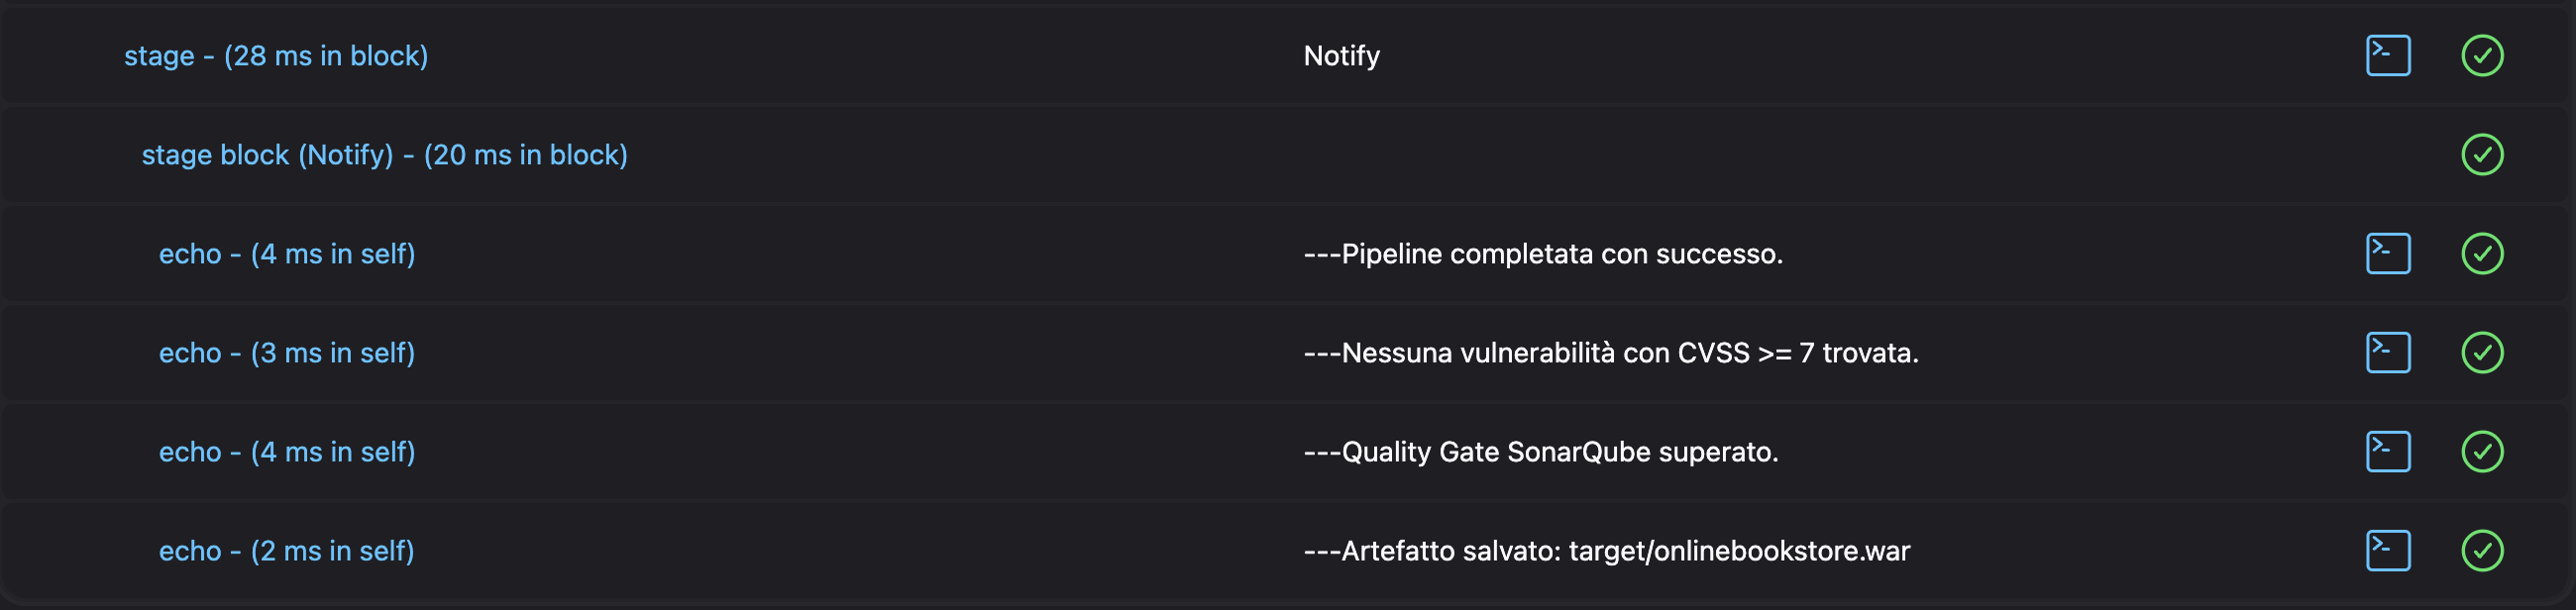 stage - (28 ms in block) Notify
stage block (Notify) - (20 ms in block)
echo - (4 ms in self) ---Pipeline completata con successo.
echo - (3 ms in self) ---Nessuna vulnerabilità con CVSS >= 7 trovata.
echo - (4 ms in self) ---Quality Gate SonarQube superato.
echo - (2 ms in self) ---Artefatto salvato: target/onlinebookstore.war